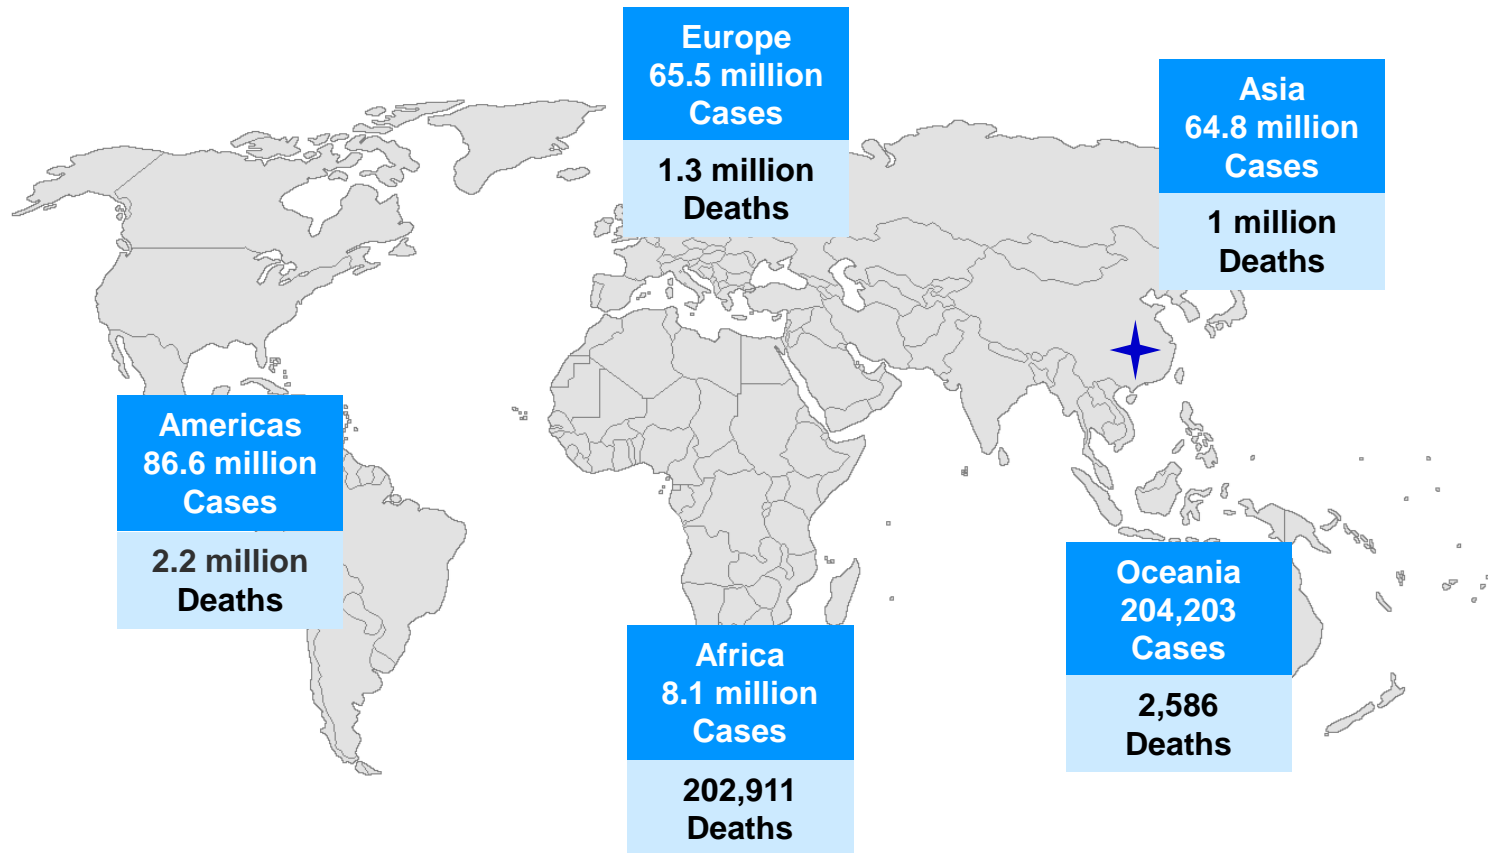 Europe
65.5 million
Cases
1.3 million
Deaths
Asia
64.8 million
Cases
1 million
Deaths
Americas
86.6 million
Cases
2.2 million
Deaths
Oceania
204,203
Cases
2,586
Deaths
Africa
8.1 million
Cases
202,911
Deaths